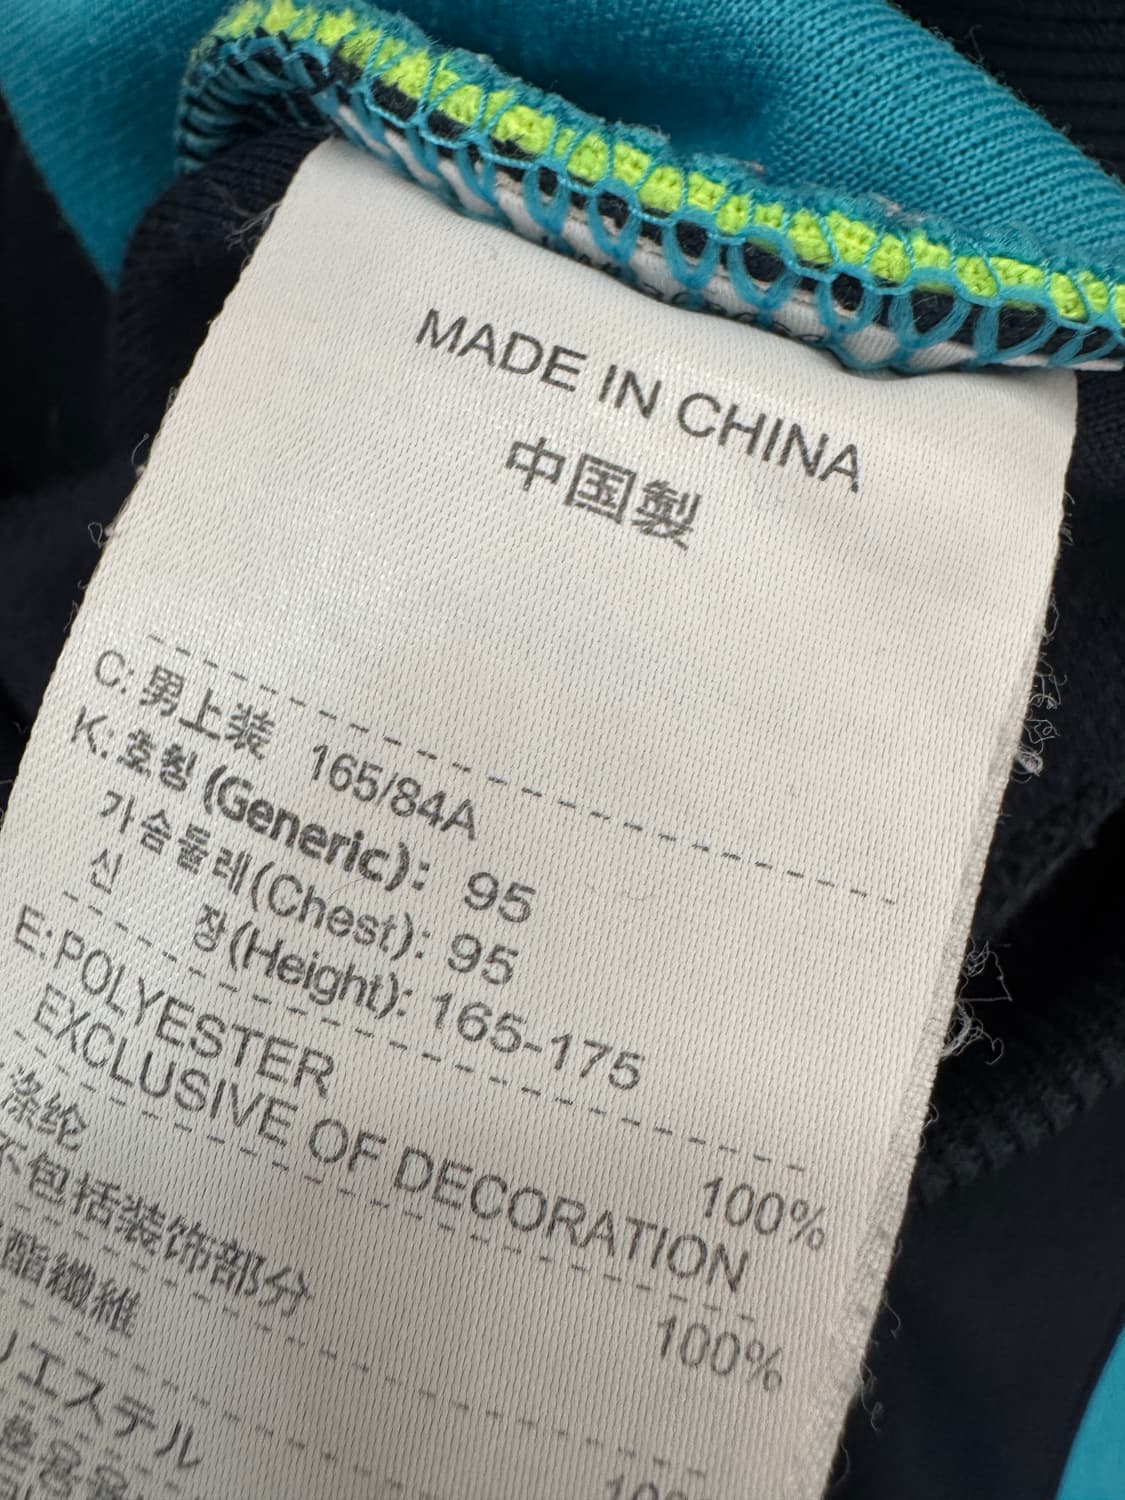 MADE IN CHINA
中国製
C: 男上装 165/84A
K: 호칭 (Generic): 95
가슴둘레(Chest): 95
신 장(Height): 165-175
E: POLYESTER 100%
EXCLUSIVE OF DECORATION
涤纶 100%
不包括装饰部分
酯纖維
リエステル